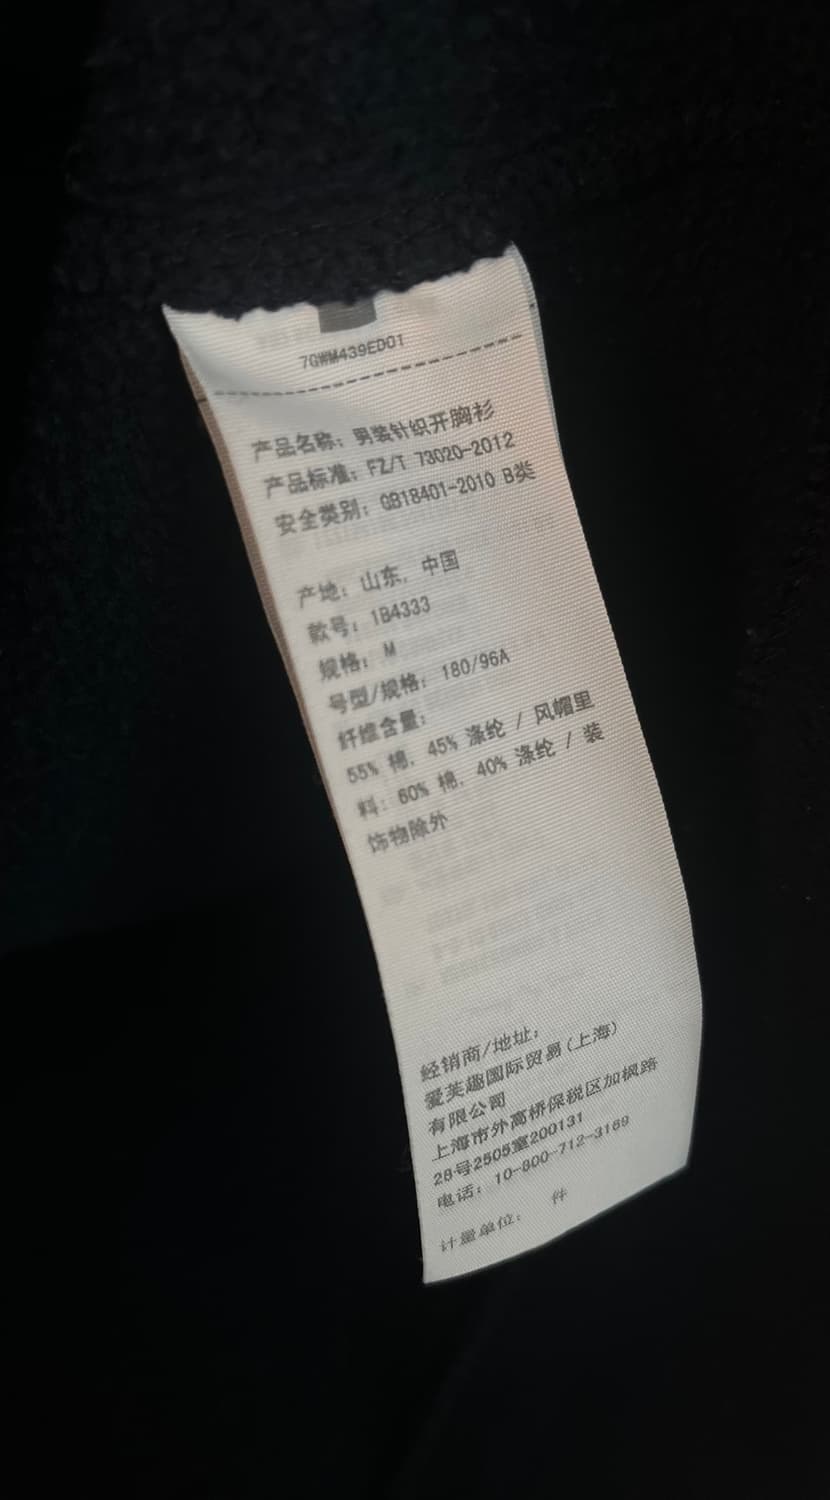 7GWM439ED01
产品名称: 男装针织开胸衫
产品标准: FZ/T 73020-2012
安全类别: GB18401-2010 B类
产地: 山东, 中国
款号: 1B4333
规格: M
号型/规格: 180/96A
纤维含量:
55% 棉, 45% 涤纶 / 风帽里
料: 60% 棉, 40% 涤纶 / 装
饰物除外
经销商/地址:
爱芙趣国际贸易(上海)
有限公司
上海市外高桥保税区加枫路
28号2505室200131
电话: 10-800-712-3169
计量单位: 件